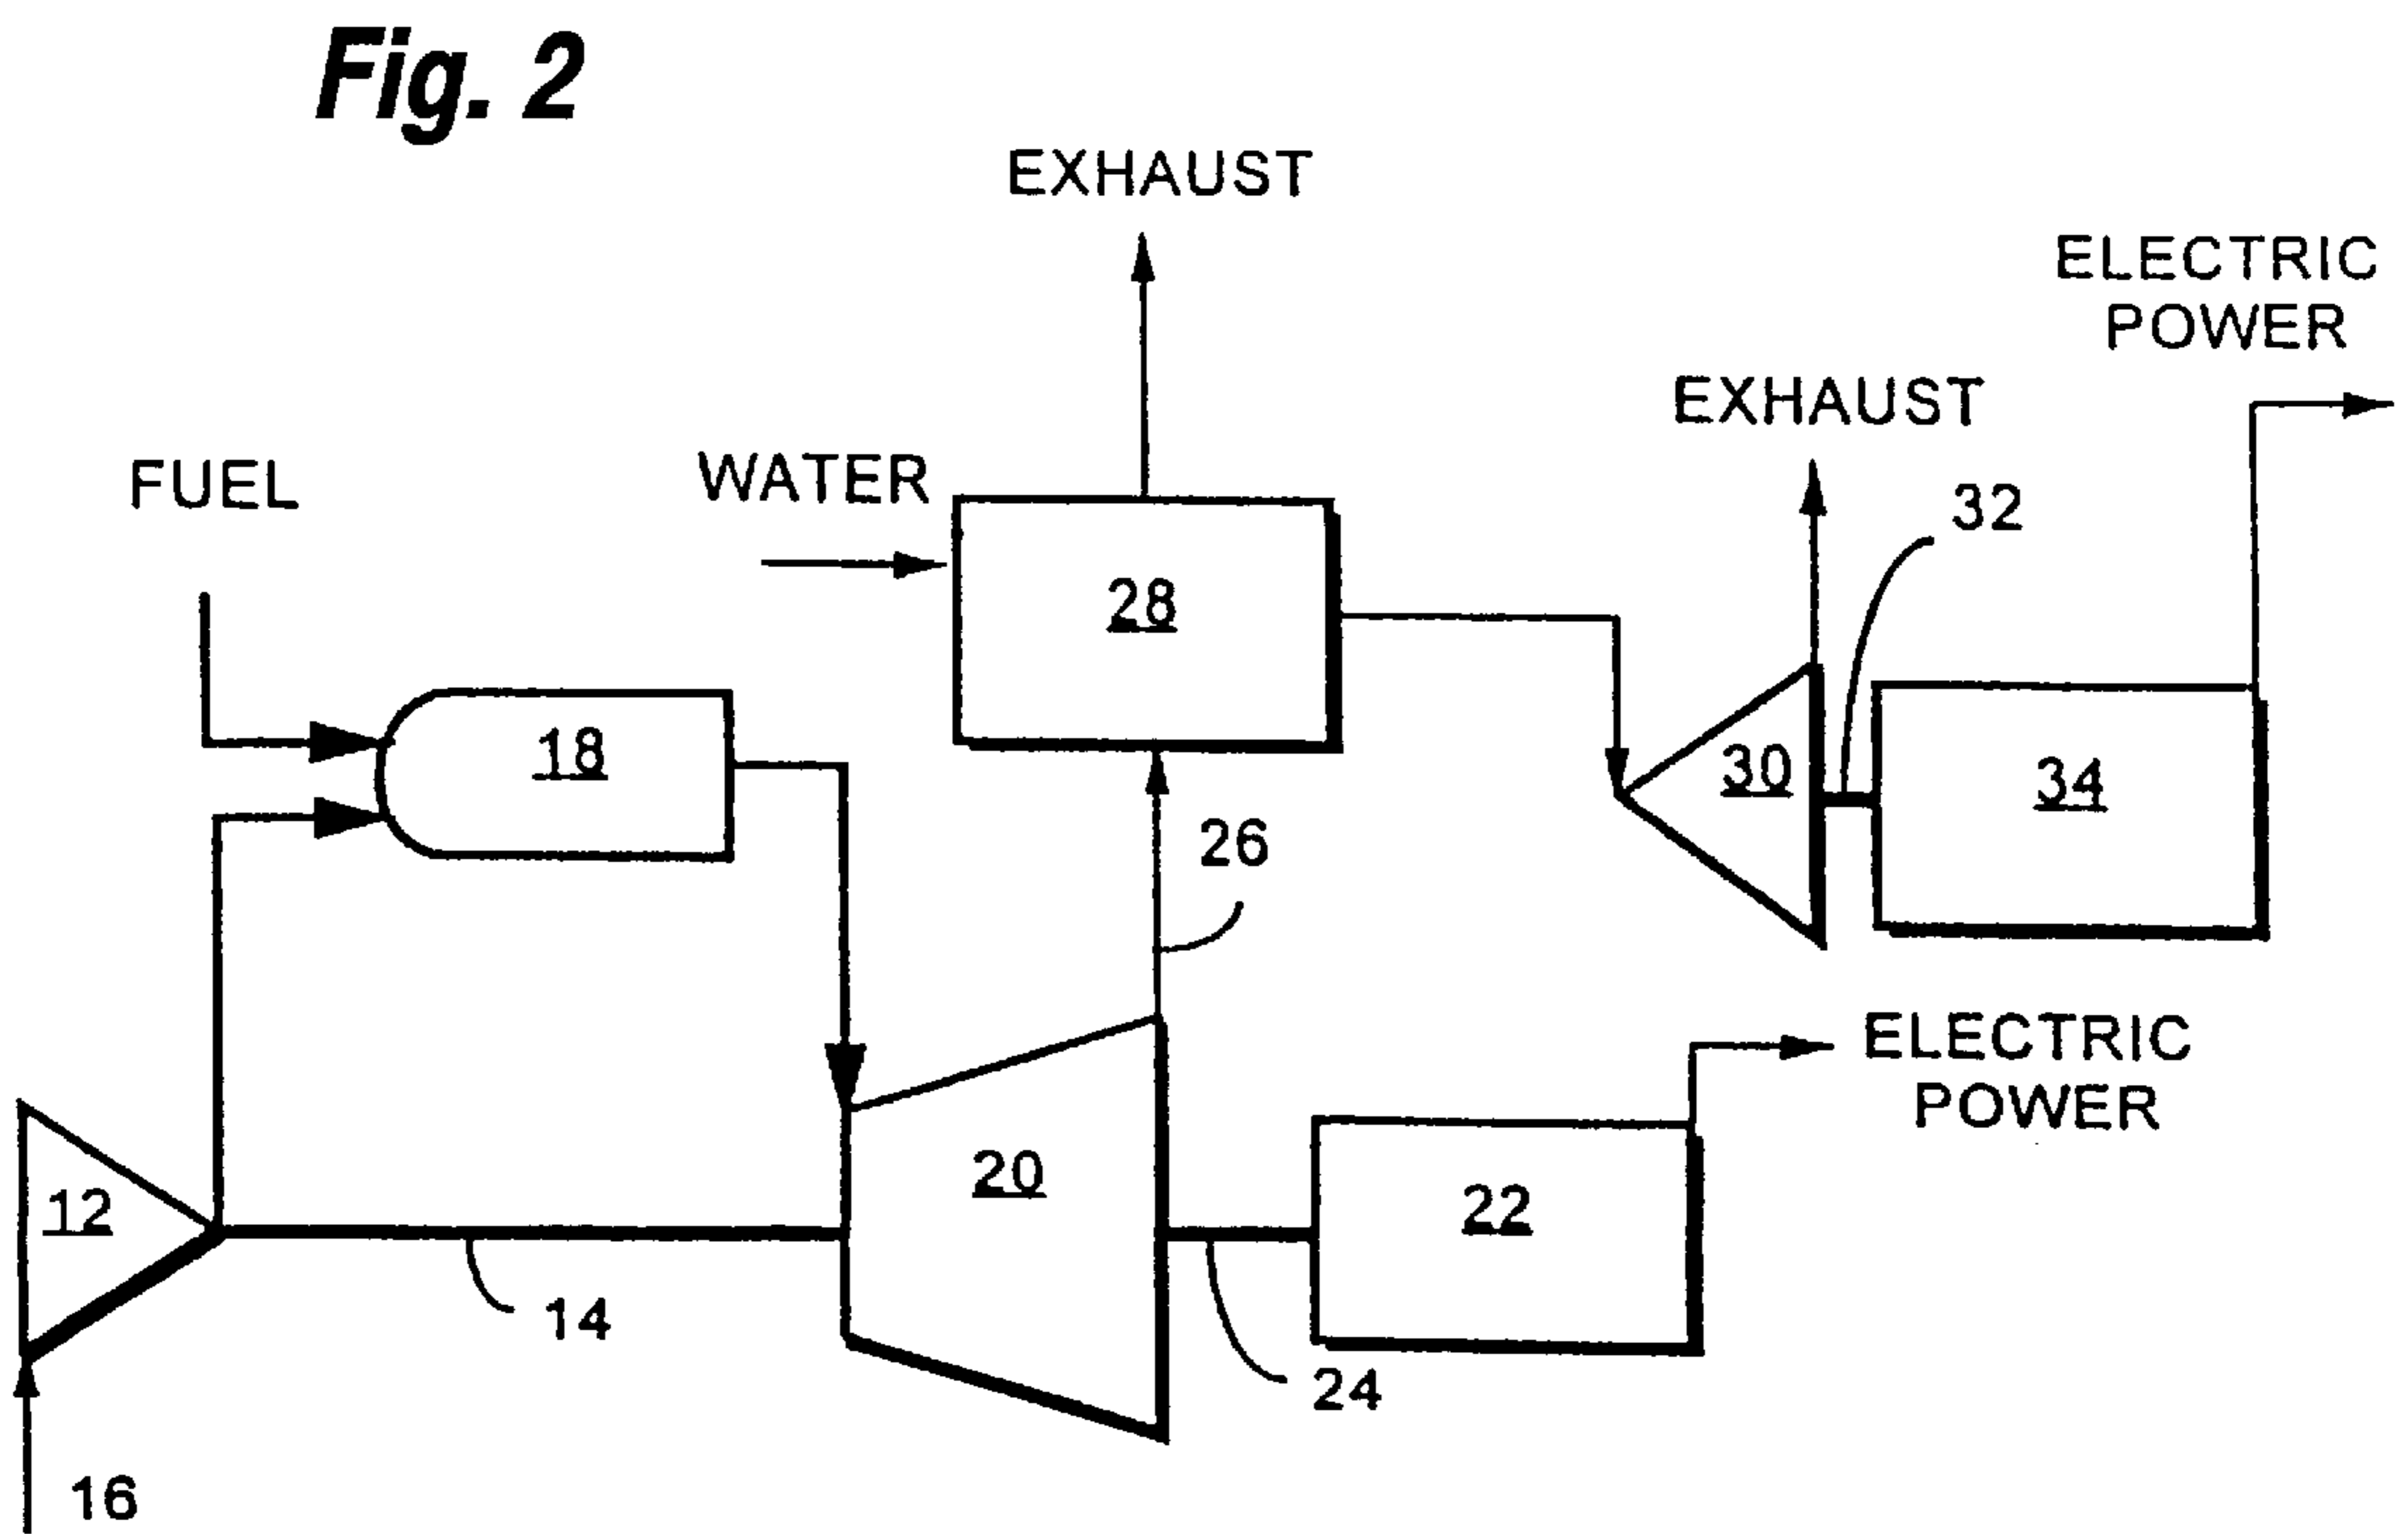 Fig. 2
EXHAUST
ELECTRIC
POWER
EXHAUST
WATER
FUEL
32
28
18
30
34
26
ELECTRIC
POWER
20
12
22
14
24
16